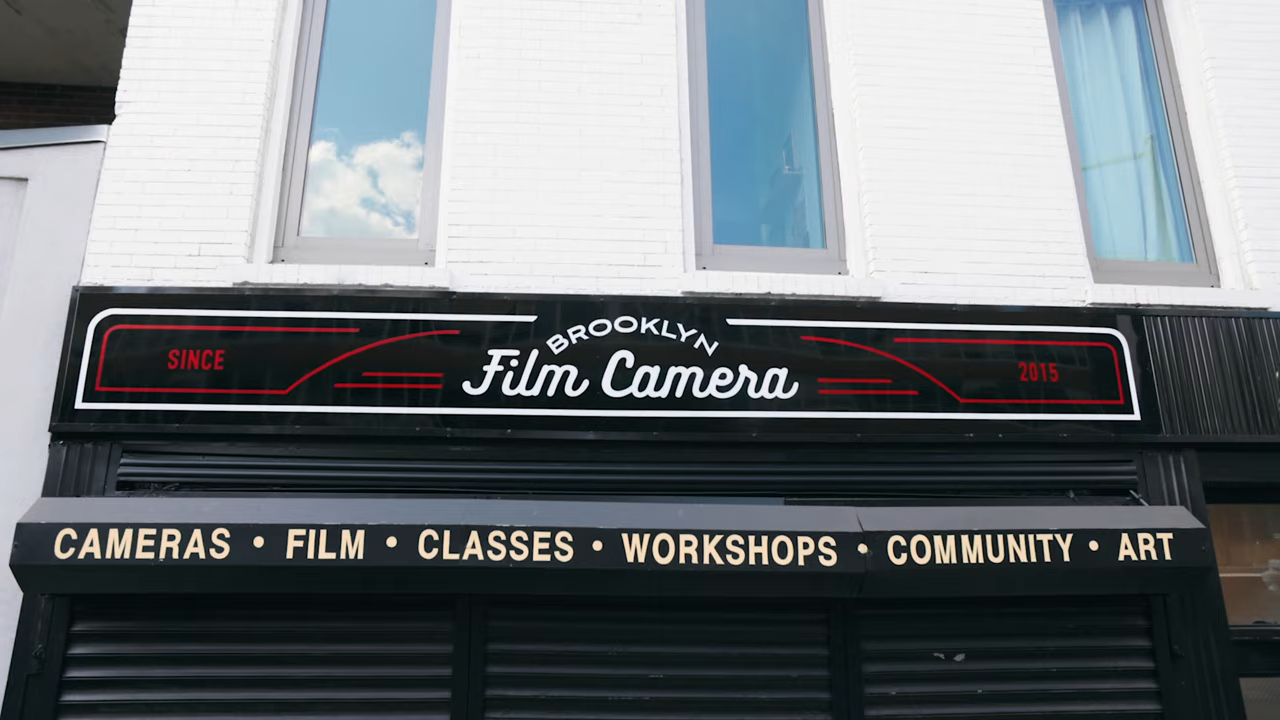 BROOKLYN
SINCE Film Camera 2015
CAMERAS • FILM • CLASSES • WORKSHOPS • COMMUNITY • ART